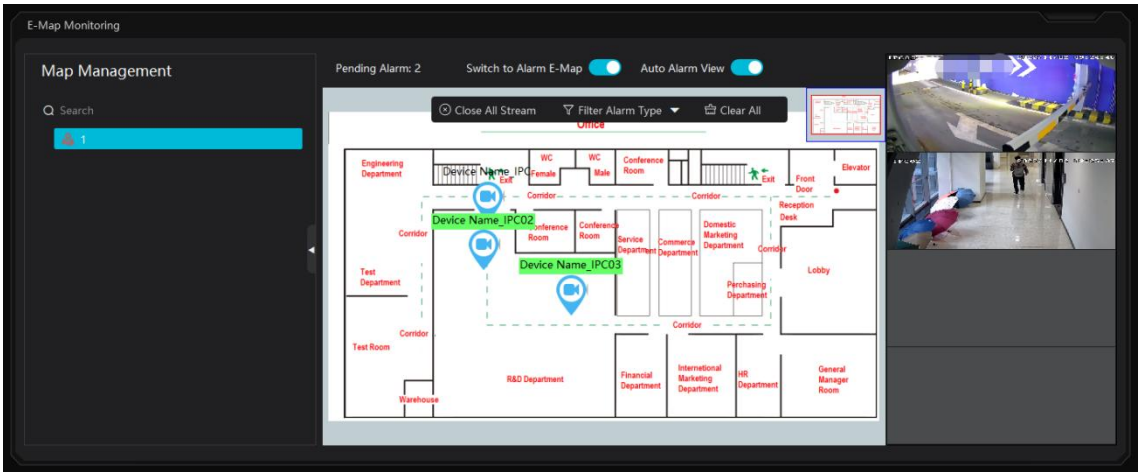 E-Map Monitoring
Map Management
Search
1
Pending Alarm: 2
Switch to Alarm E-Map
Auto Alarm View
Close All Stream
Filter Alarm Type
Clear All
Office
Engineering
Department
Device Name_IPC
Exit
WC
Female
WC
Male
Conference
Room
Exit
Front
Door
Elevator
Corridor
Corridor
Reception
Desk
Device Name_IPC02
Corridor
Conference
Room
Conference
Room
Service
Department
Commerce
Department
Domestic
Marketing
Department
Corridor
Device Name_IPC03
Lobby
Test
Department
Purchasing
Department
Corridor
Corridor
Test Room
R&D Department
Financial
Department
International
Marketing
Department
HR
Department
General
Manager
Room
Warehouse
IPC02